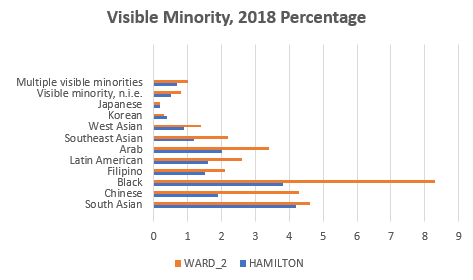 Visible Minority, 2018 Percentage
Multiple visible minorities
Visible minority, n.i.e.
Japanese
Korean
West Asian
Southeast Asian
Arab
Latin American
Filipino
Black
Chinese
South Asian
0 1 2 3 4 5 6 7 8 9
WARD_2 HAMILTON